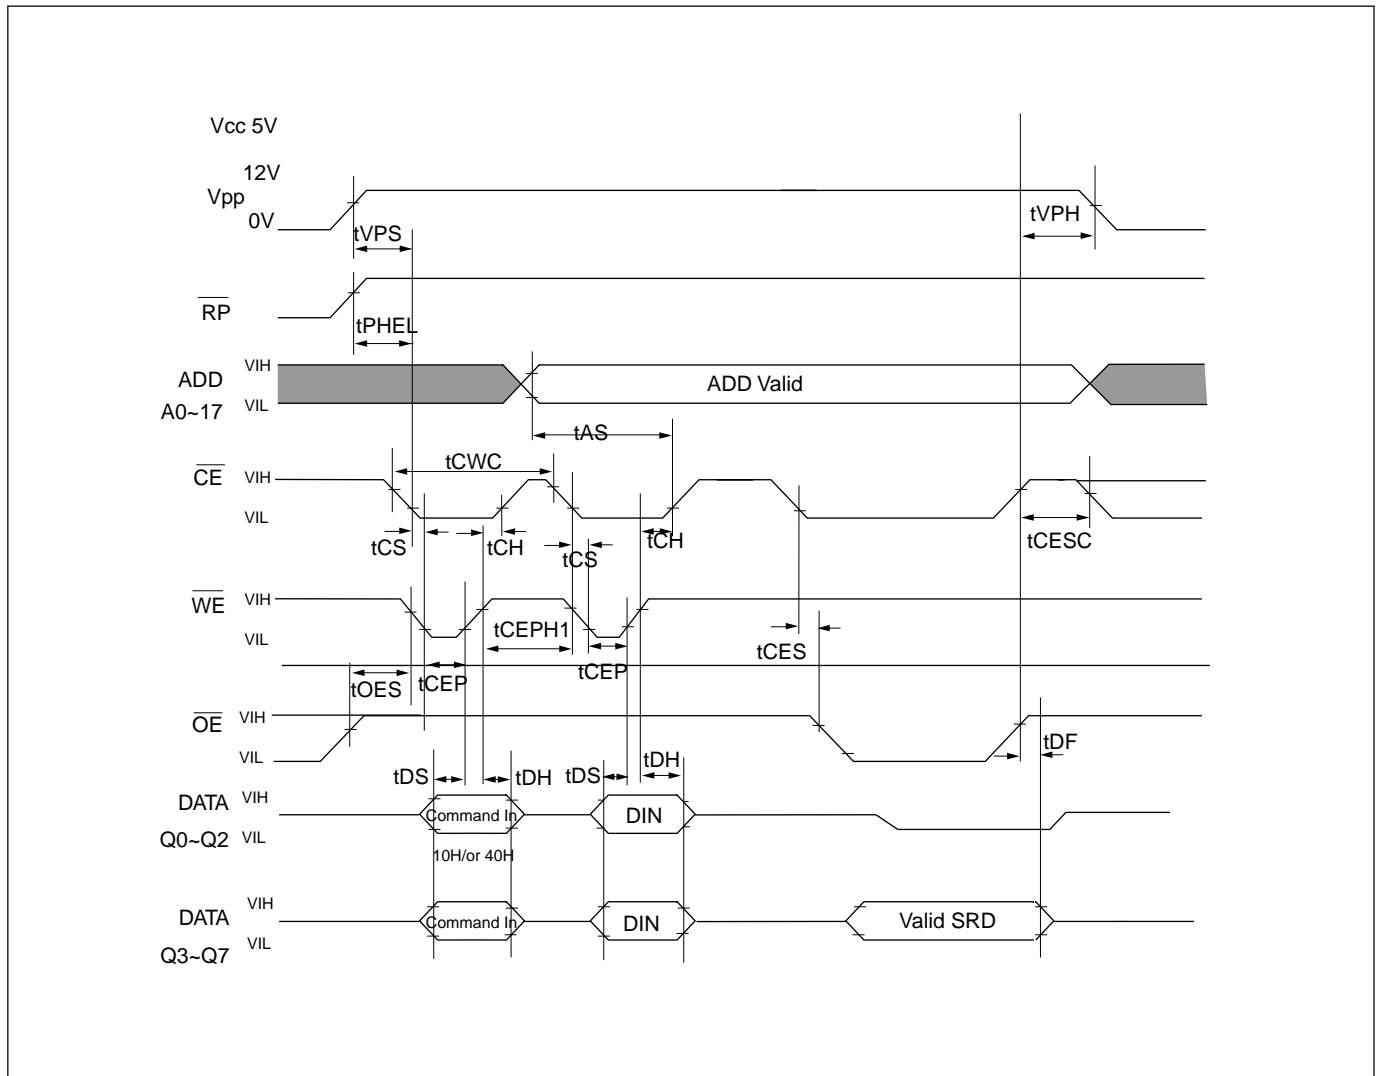 Vcc 5V
12V
Vpp
0V
tVPS
tVPH
RP
tPHEL
ADD VIH
ADD Valid
A0~17 VIL
tAS
tCWC
CE VIH
VIL
tCS
tCH
tCS
tCH
tCESC
WE VIH
VIL
tCEPH1
tCES
tOES
tCEP
tCEP
OE VIH
VIL
tDF
tDS
tDH
tDS
tDH
DATA VIH
Command In
DIN
Q0~Q2 VIL
10H/or 40H
DATA VIH
Command In
DIN
Valid SRD
Q3~Q7 VIL